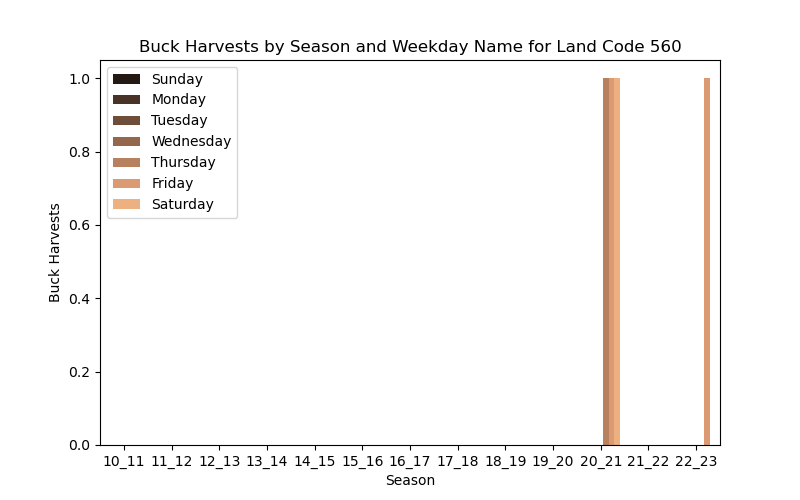 Buck Harvests by Season and Weekday Name for Land Code 560
Sunday
Monday
Tuesday
Wednesday
Thursday
Friday
Saturday
1.0
0.8
0.6
0.4
0.2
0.0
Buck Harvests
10_11 11_12 12_13 13_14 14_15 15_16 16_17 17_18 18_19 19_20 20_21 21_22 22_23
Season